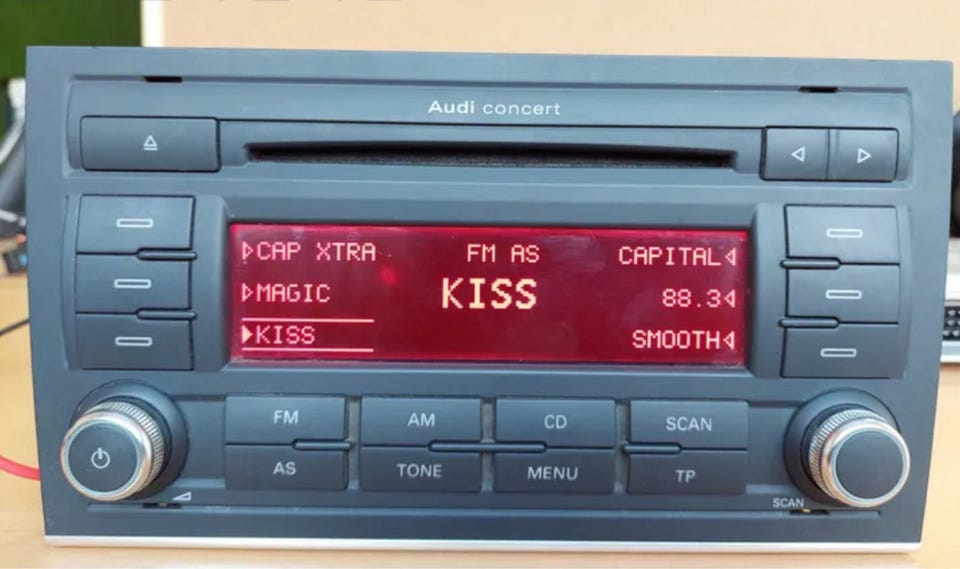 Audi concert
CAP XTRA FM AS CAPITAL
MAGIC KISS 88.3
KISS SMOOTH
FM AM CD SCAN
AS TONE MENU TP
SCAN